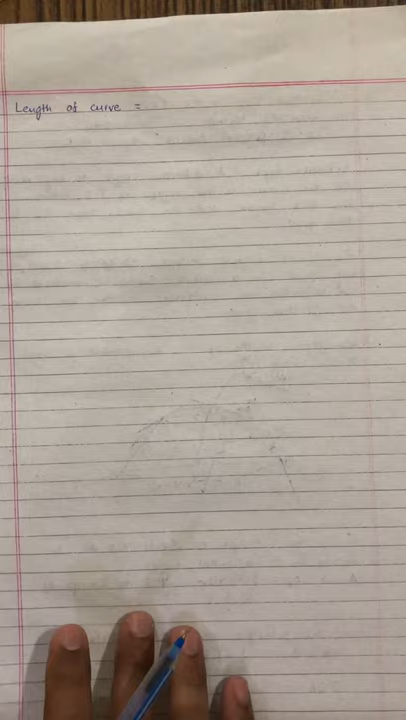 Length of curve =